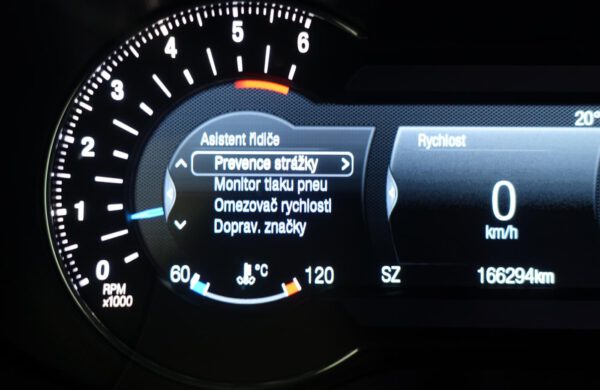 6
5
4
3
2
1
0
RPM
x1000
Asistent řidiče
Prevence srážky
Monitor tlaku pneu
Omezovač rychlosti
Doprav. značky
60 °C 120
20°
Rychlost
0
km/h
SZ 166294km